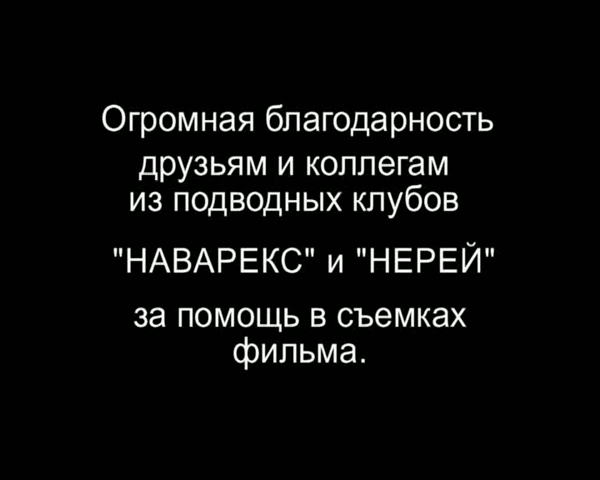 Огромная благодарность
друзьям и коллегам
из подводных клубов
"НАВАРЕКС" и "НЕРЕЙ"
за помощь в съемках
фильма.